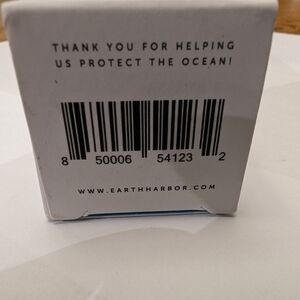 THANK YOU FOR HELPING
US PROTECT THE OCEAN!
8 50006 54123 2
WWW.EARTHHARBOR.COM